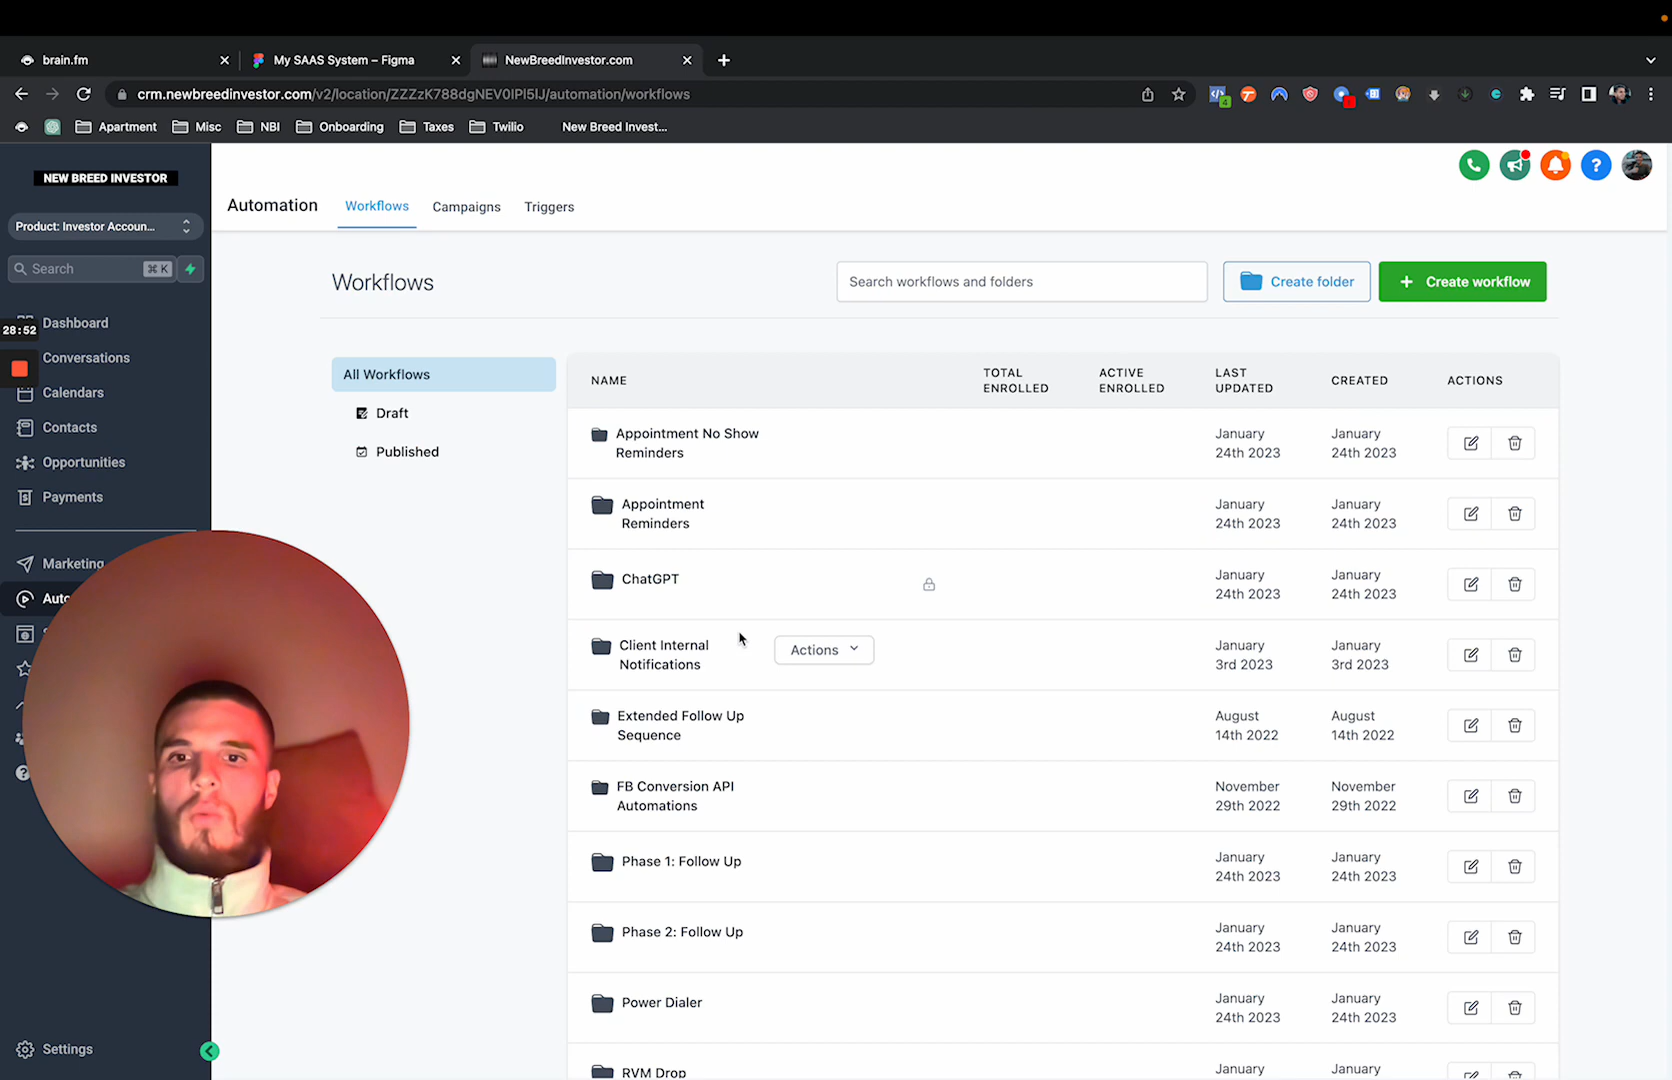 brain.fm
My SAAS System – Figma
NewBreedInvestor.com
crm.newbreedinvestor.com/v2/location/ZZZzK788dgNEV0IPI5IJ/automation/workflows
Apartment
Misc
NBI
Onboarding
Taxes
Twilio
New Breed Invest...
NEW BREED INVESTOR
Product: Investor Accoun...
Search
⌘ K
28:52
Dashboard
Conversations
Calendars
Contacts
Opportunities
Payments
Marketing
Auto
Settings
Automation
Workflows
Campaigns
Triggers
Workflows
Search workflows and folders
Create folder
+ Create workflow
All Workflows
Draft
Published
NAME
TOTAL
ENROLLED
ACTIVE
ENROLLED
LAST
UPDATED
CREATED
ACTIONS
Appointment No Show
Reminders
January
24th 2023
January
24th 2023
Appointment
Reminders
January
24th 2023
January
24th 2023
ChatGPT
January
24th 2023
January
24th 2023
Client Internal
Notifications
Actions
January
3rd 2023
January
3rd 2023
Extended Follow Up
Sequence
August
14th 2022
August
14th 2022
FB Conversion API
Automations
November
29th 2022
November
29th 2022
Phase 1: Follow Up
January
24th 2023
January
24th 2023
Phase 2: Follow Up
January
24th 2023
January
24th 2023
Power Dialer
January
24th 2023
January
24th 2023
RVM Drop
January
January